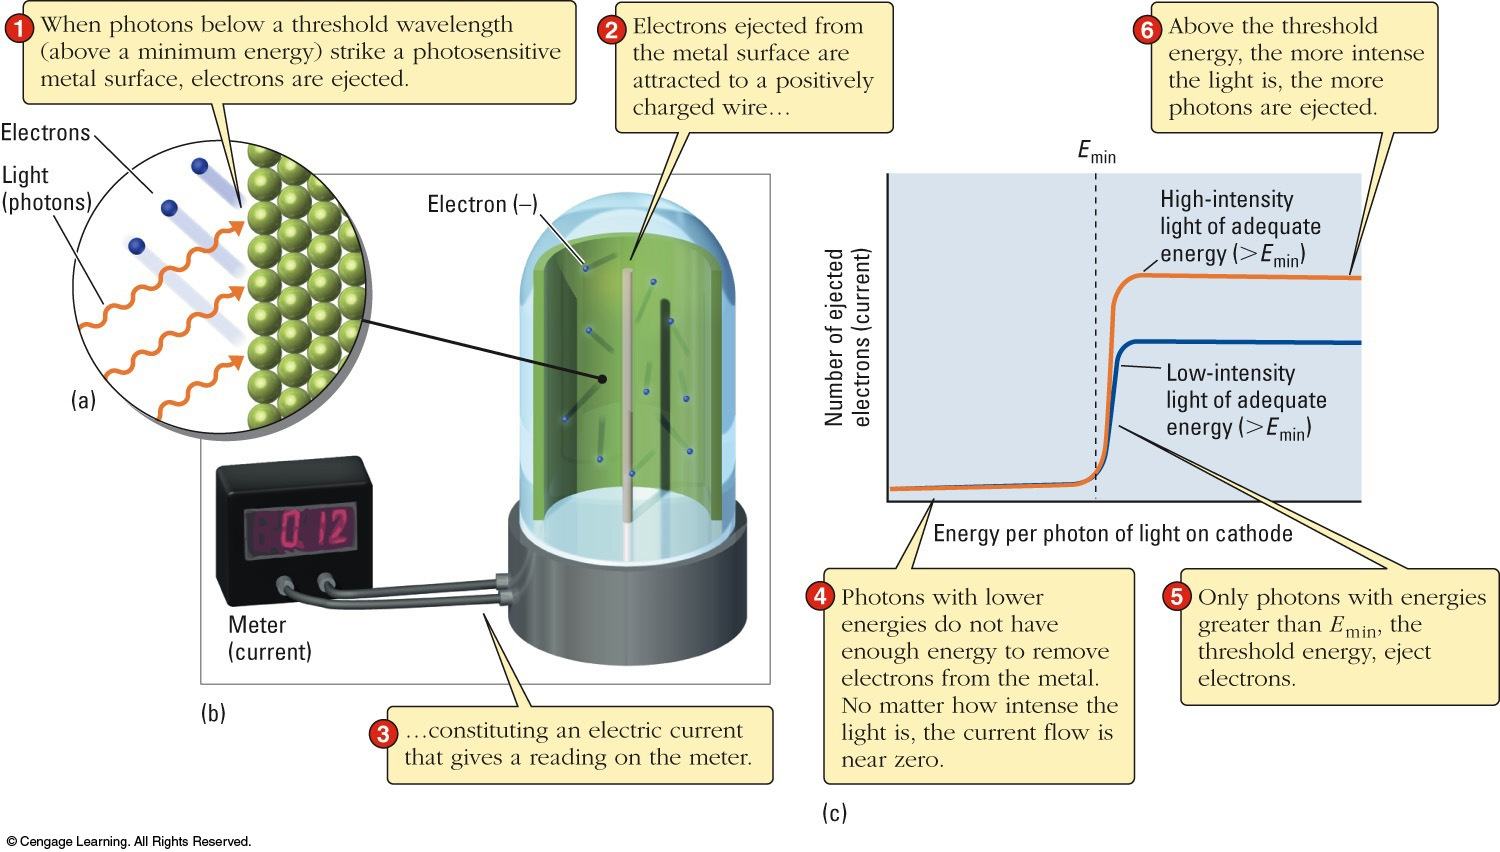 1 When photons below a threshold wavelength
(above a minimum energy) strike a photosensitive
metal surface, electrons are ejected.
2 Electrons ejected from
the metal surface are
attracted to a positively
charged wire…
6 Above the threshold
energy, the more intense
the light is, the more
photons are ejected.
Electrons
Light
(photons)
(a)
Electron (–)
Meter
(current)
0.12
(b)
3 …constituting an electric current
that gives a reading on the meter.
Emin
Number of ejected
electrons (current)
High-intensity
light of adequate
energy (>Emin)
Low-intensity
light of adequate
energy (>Emin)
Energy per photon of light on cathode
4 Photons with lower
energies do not have
enough energy to remove
electrons from the metal.
No matter how intense the
light is, the current flow is
near zero.
5 Only photons with energies
greater than Emin, the
threshold energy, eject
electrons.
(c)
© Cengage Learning. All Rights Reserved.